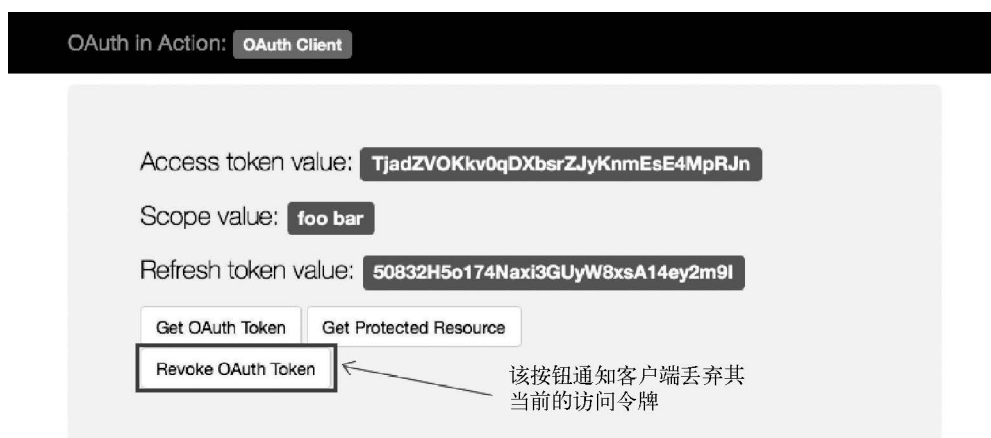 OAuth in Action: OAuth Client
Access token value: TjadZVOKkv0qDXbsrZJyKnmEsE4MpRJn
Scope value: foo bar
Refresh token value: 50832H5o174Naxi3GUyW8xsA14ey2m9I
Get OAuth Token Get Protected Resource
Revoke OAuth Token
该按钮通知客户端丢弃其
当前的访问令牌